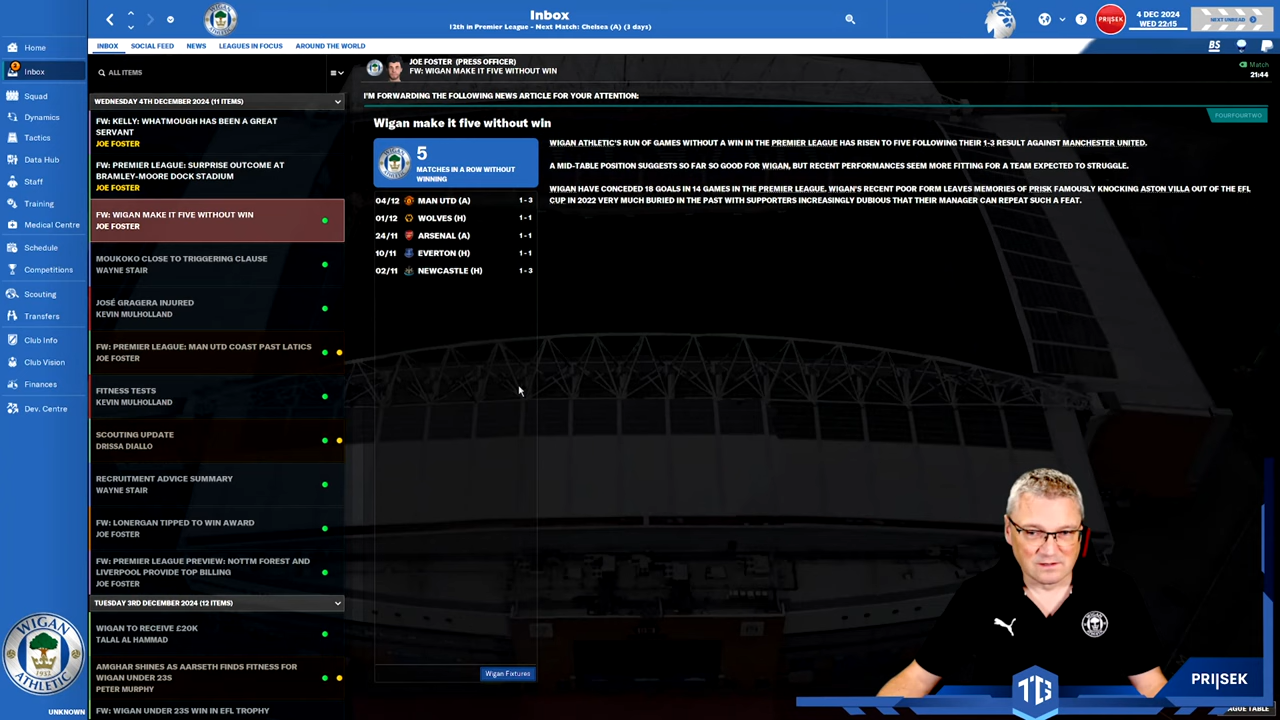 Inbox
12th in Premier League - Next Match: Chelsea (A) (3 days)
PRIISEK
4 DEC 2024
WED 22:15
NEXT UNREAD
INBOX
SOCIAL FEED
NEWS
LEAGUES IN FOCUS
AROUND THE WORLD
BS
Home
2
Inbox
Squad
Dynamics
Tactics
Data Hub
Staff
Training
Medical Centre
Schedule
Competitions
Scouting
Transfers
Club Info
Club Vision
Finances
Dev. Centre
WIGAN
ATHLETIC
UNKNOWN
ALL ITEMS
WEDNESDAY 4TH DECEMBER 2024 (11 ITEMS)
FW: KELLY: WHATMOUGH HAS BEEN A GREAT
SERVANT
JOE FOSTER
FW: PREMIER LEAGUE: SURPRISE OUTCOME AT
BRAMLEY-MOORE DOCK STADIUM
JOE FOSTER
FW: WIGAN MAKE IT FIVE WITHOUT WIN
JOE FOSTER
MOUKOKO CLOSE TO TRIGGERING CLAUSE
WAYNE STAIR
JOSÉ GRAGERA INJURED
KEVIN MULHOLLAND
FW: PREMIER LEAGUE: MAN UTD COAST PAST LATICS
JOE FOSTER
FITNESS TESTS
KEVIN MULHOLLAND
SCOUTING UPDATE
DRISSA DIALLO
RECRUITMENT ADVICE SUMMARY
WAYNE STAIR
FW: LONERGAN TIPPED TO WIN AWARD
JOE FOSTER
FW: PREMIER LEAGUE PREVIEW: NOTTM FOREST AND
LIVERPOOL PROVIDE TOP BILLING
JOE FOSTER
TUESDAY 3RD DECEMBER 2024 (12 ITEMS)
WIGAN TO RECEIVE £20K
TALAL AL HAMMAD
AMGHAR SHINES AS AARSETH FINDS FITNESS FOR
WIGAN UNDER 23S
PETER MURPHY
FW: WIGAN UNDER 23S WIN IN EFL TROPHY
JOE FOSTER (PRESS OFFICER)
FW: WIGAN MAKE IT FIVE WITHOUT WIN
Match
21:44
I'M FORWARDING THE FOLLOWING NEWS ARTICLE FOR YOUR ATTENTION:
FOURFOURTWO
Wigan make it five without win
5
MATCHES IN A ROW WITHOUT
WINNING
04/12 MAN UTD (A) 1 - 3
01/12 WOLVES (H) 1-1
24/11 ARSENAL (A) 1 - 1
10/11 EVERTON (H) 1-1
02/11 NEWCASTLE (H) 1 - 3
WIGAN ATHLETIC'S RUN OF GAMES WITHOUT A WIN IN THE PREMIER LEAGUE HAS RISEN TO FIVE FOLLOWING THEIR 1-3 RESULT AGAINST MANCHESTER UNITED.
A MID-TABLE POSITION SUGGESTS SO FAR SO GOOD FOR WIGAN, BUT RECENT PERFORMANCES SEEM MORE FITTING FOR A TEAM EXPECTED TO STRUGGLE.
WIGAN HAVE CONCEDED 18 GOALS IN 14 GAMES IN THE PREMIER LEAGUE. WIGAN'S RECENT POOR FORM LEAVES MEMORIES OF PRISK FAMOUSLY KNOCKING ASTON VILLA OUT OF THE EFL
CUP IN 2022 VERY MUCH BURIED IN THE PAST WITH SUPPORTERS INCREASINGLY DUBIOUS THAT THEIR MANAGER CAN REPEAT SUCH A FEAT.
Wigan Fixtures
TCS
PRIISEK
GUE TABLE